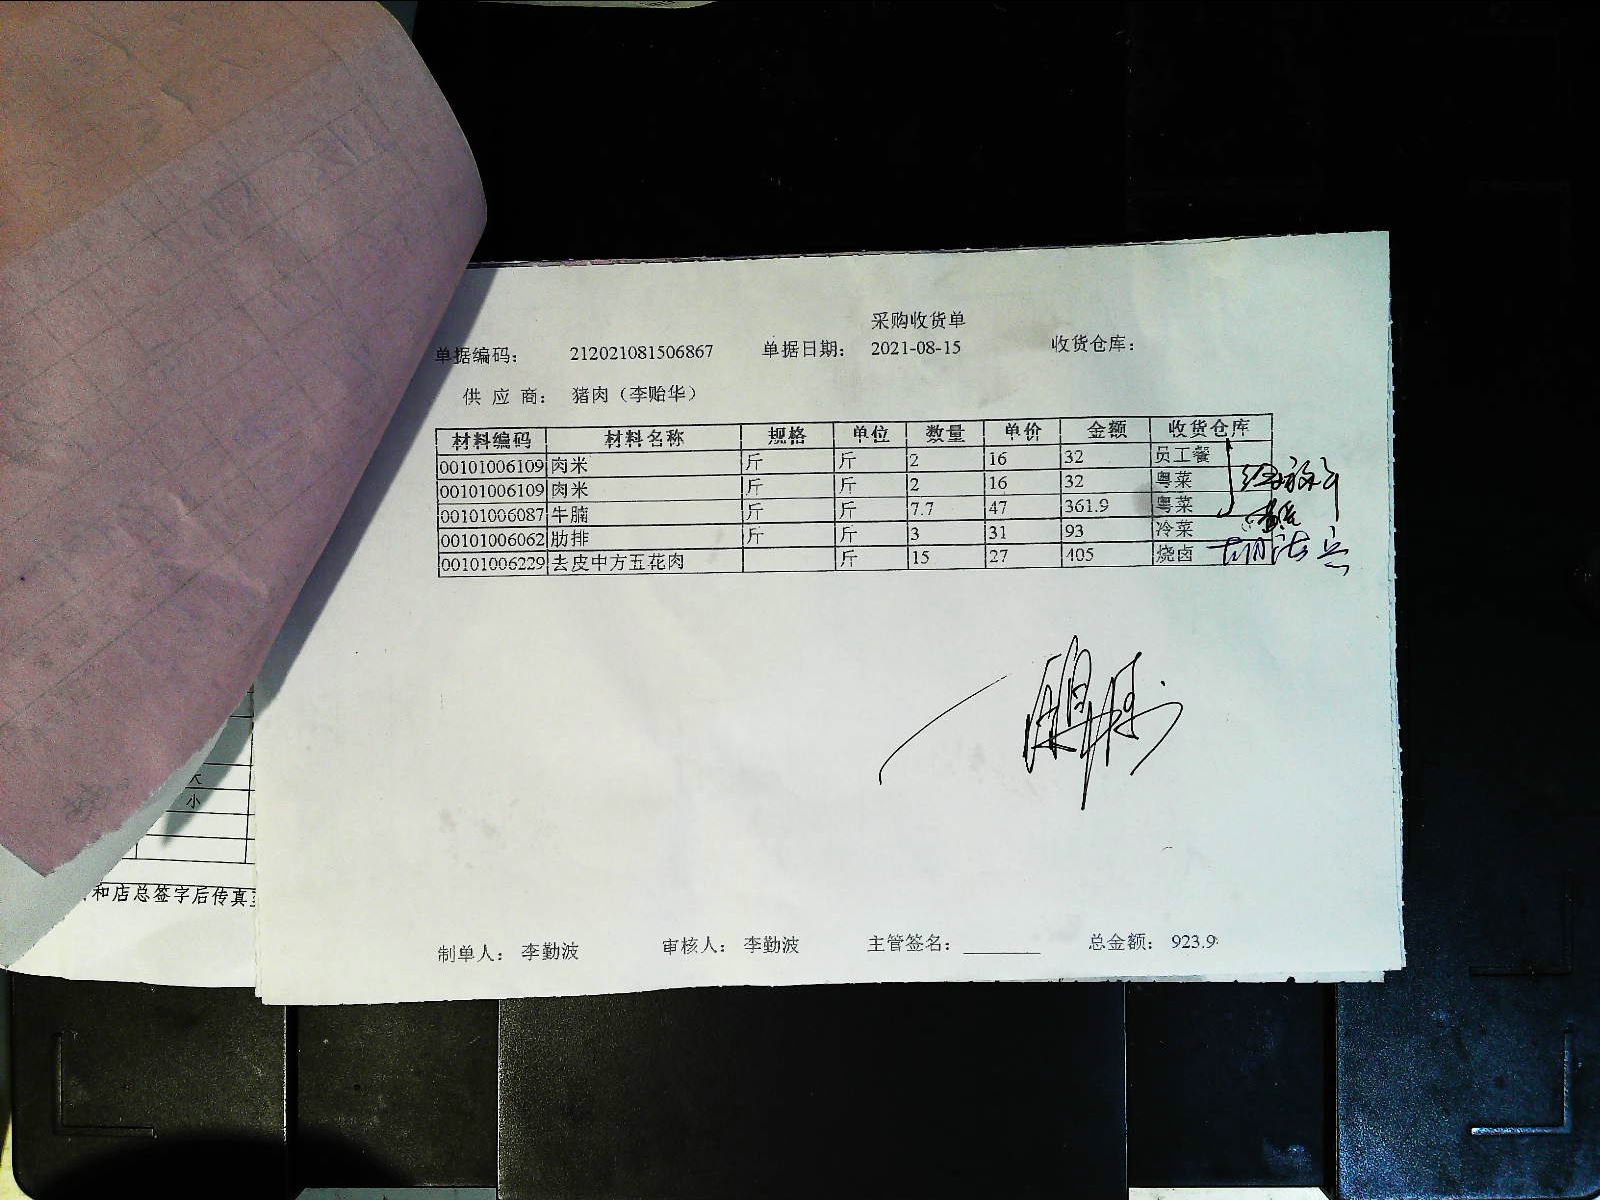 采购收货单
单据编码： 212021081506867 单据日期： 2021-08-15 收货仓库：
供 应 商： 猪肉（李贻华）
材料编码 材料名称 规格 单位 数量 单价 金额 收货仓库
00101006109 肉米 斤 斤 2 16 32 员工餐
00101006109 肉米 斤 斤 2 16 32 粤菜
00101006087 牛腩 斤 斤 7.7 47 361.9 粤菜
00101006062 肋排 斤 斤 3 31 93 冷菜
00101006229 去皮中方五花肉 斤 15 27 405 烧卤
大
小
和店总签字后传真
制单人： 李勤波 审核人： 李勤波 主管签名： 总金额： 923.9